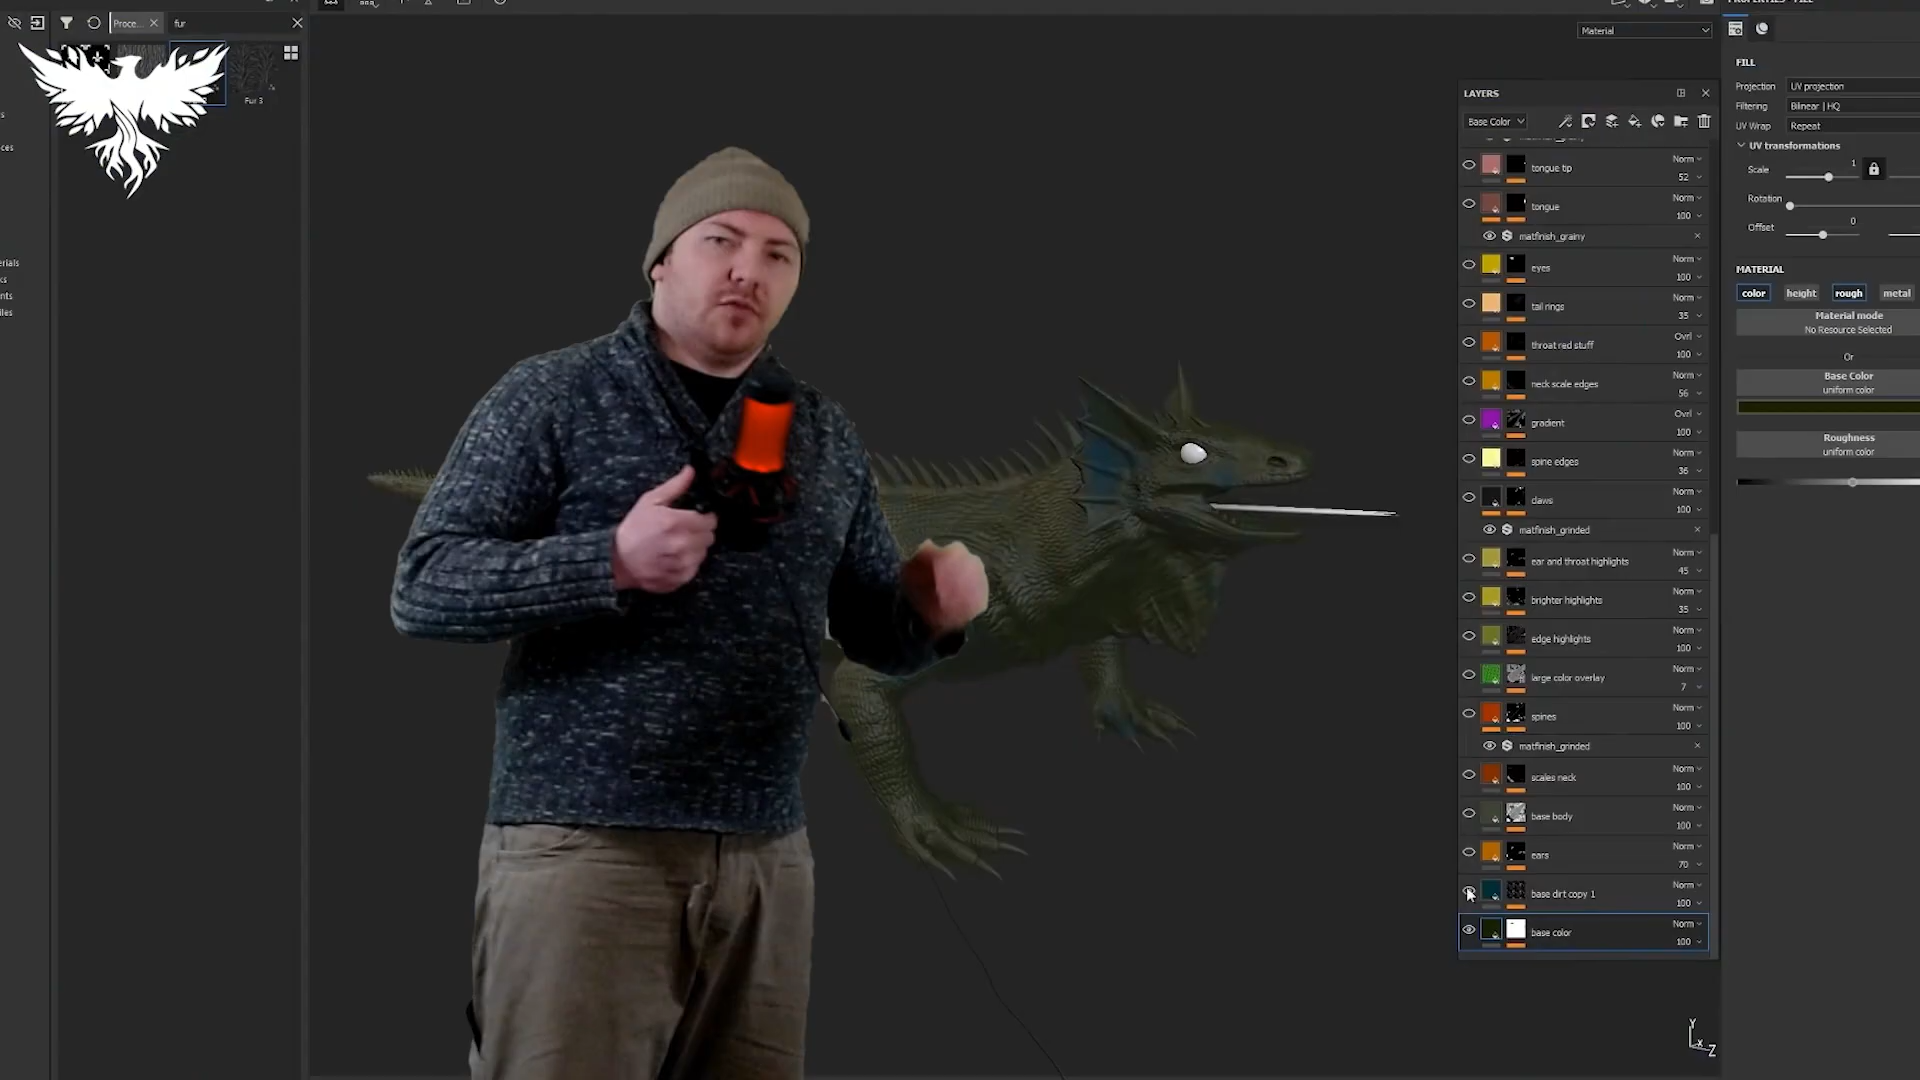 PROPERTIES - FILL
Proce...
fur
Fur 3
Material
LAYERS
Base Color
tongue tip
Norm
52
tongue
Norm
100
matfinish_grainy
eyes
Norm
100
tail rings
Norm
35
throat red stuff
Ovrl
100
neck scale edges
Norm
56
gradient
Ovrl
100
spine edges
Norm
36
claws
Norm
100
matfinish_grinded
ear and throat highlights
Norm
45
brighter highlights
Norm
35
edge highlights
Norm
100
large color overlay
Norm
7
spines
Norm
100
matfinish_grinded
scales neck
Norm
100
base body
Norm
100
ears
Norm
70
base dirt copy 1
Norm
100
base color
Norm
100
FILL
Projection
UV projection
Filtering
Bilinear | HQ
UV Wrap
Repeat
UV transformations
Scale
1
Rotation
Offset
0
MATERIAL
color
height
rough
metal
Material mode
No Resource Selected
Or
Base Color
uniform color
Roughness
uniform color
Y
X
Z